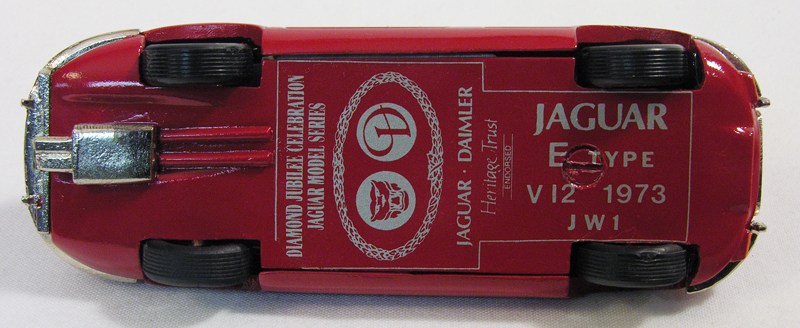 DIAMOND JUBILEE CELEBRATION
JAGUAR MODEL SERIES
JAGUAR · DAIMLER
Heritage Trust
ENDORSED
JAGUAR
E TYPE
V12 1973
JW1